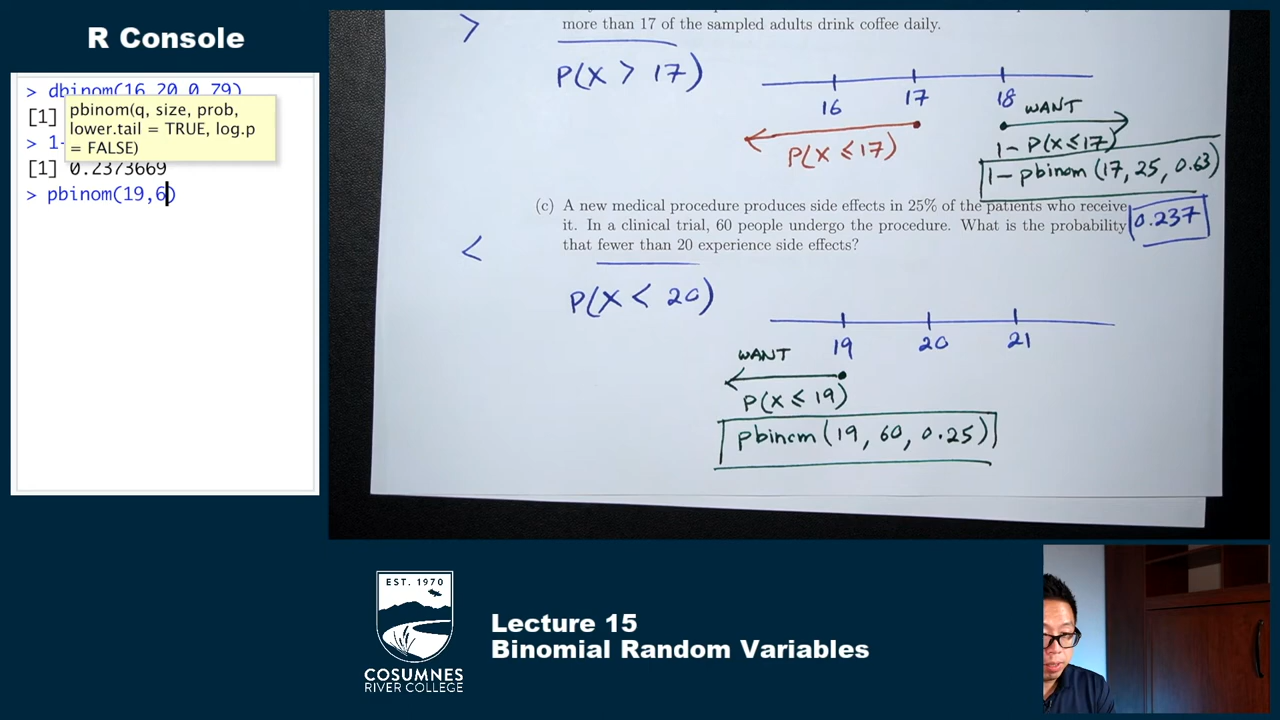 R Console
> dbinom(16,20,0.79)
[1]
> 1-
[1] 0.2373669
> pbinom(19,6)
pbinom(q, size, prob,
lower.tail = TRUE, log.p
= FALSE)
more than 17 of the sampled adults drink coffee daily.
>
P(X > 17)
16 17 18
WANT
P(X ≤ 17)
1 - P(X ≤ 17)
1 - pbinom (17, 25, 0.63)
0.237
(c) A new medical procedure produces side effects in 25% of the patients who receive
it. In a clinical trial, 60 people undergo the procedure. What is the probability
that fewer than 20 experience side effects?
<
P(X < 20)
19 20 21
WANT
P(X ≤ 19)
pbinom (19, 60, 0.25)
EST. 1970
COSUMNES
RIVER COLLEGE
Lecture 15
Binomial Random Variables